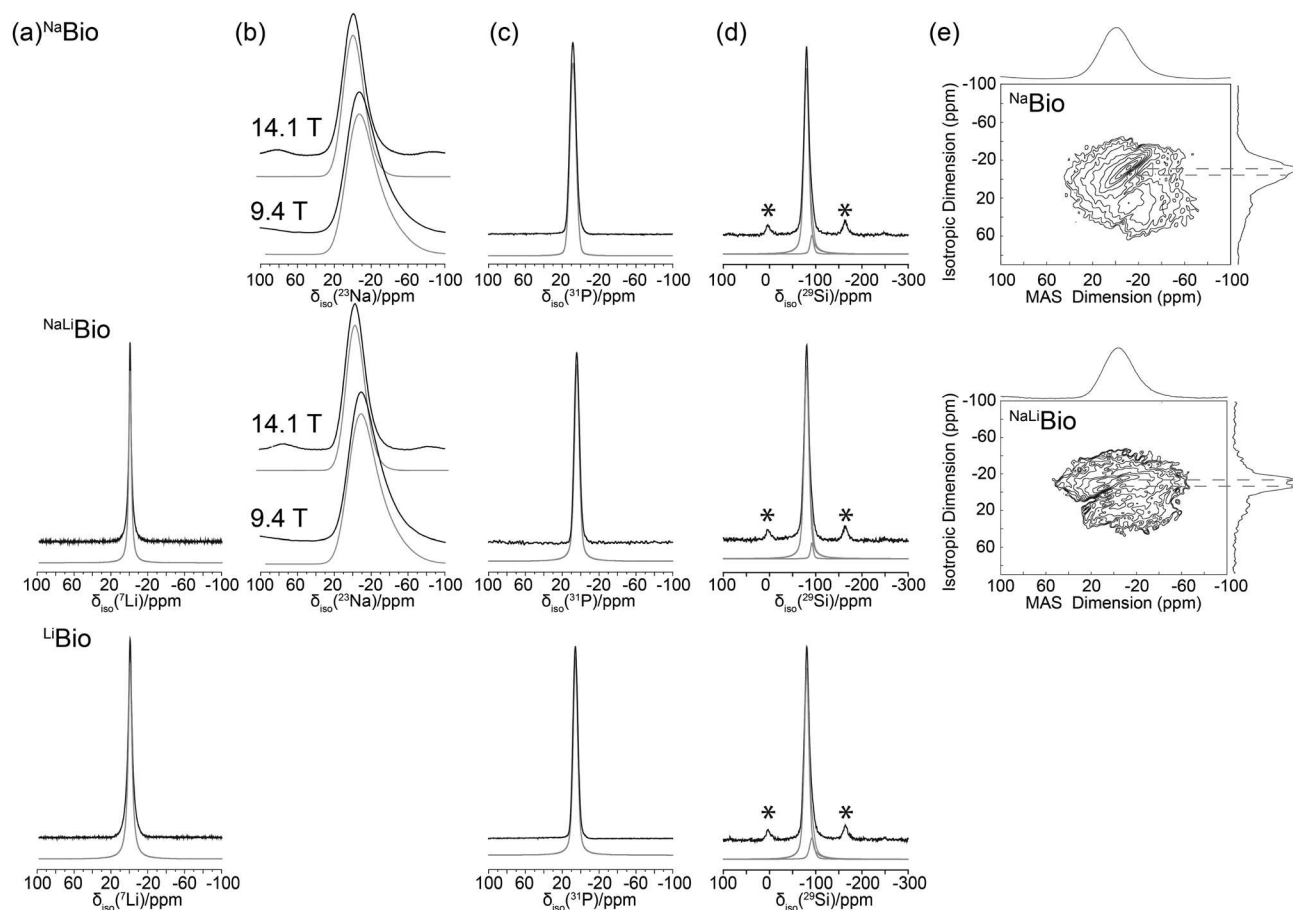 (a) NaBio (b) (c) (d) (e)
14.1 T
9.4 T
* *
100 60 20 -20 -60 -100
δiso(23Na)/ppm
100 60 20 -20 -60 -100
δiso(31P)/ppm
0 -100 -200 -300
δiso(29Si)/ppm
NaBio
Isotropic Dimension (ppm)
-100
-60
-20
20
60
100 60 20 -20 -60 -100
MAS Dimension (ppm)
NaLiBio
14.1 T
9.4 T
* *
100 60 20 -20 -60 -100
δiso(7Li)/ppm
100 60 20 -20 -60 -100
δiso(23Na)/ppm
100 60 20 -20 -60 -100
δiso(31P)/ppm
100 0 -100 -200 -300
δiso(29Si)/ppm
NaLiBio
Isotropic Dimension (ppm)
-100
-60
-20
20
60
100 60 20 -20 -60 -100
MAS Dimension (ppm)
LiBio
* *
100 60 20 -20 -60 -100
δiso(7Li)/ppm
100 60 20 -20 -60 -100
δiso(31P)/ppm
100 0 -100 -200 -300
δiso(29Si)/ppm